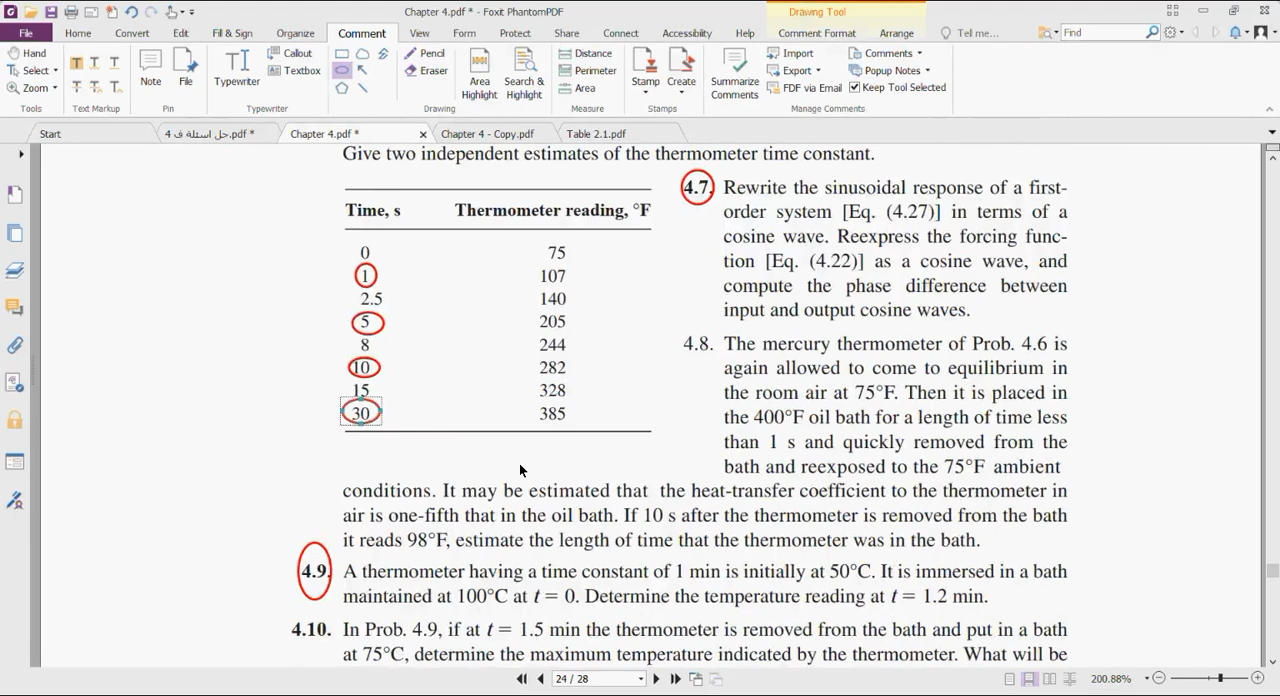 Chapter 4.pdf * - Foxit PhantomPDF
Drawing Tool
File Home Convert Edit Fill & Sign Organize Comment View Form Protect Share Connect Accessibility Help Comment Format Arrange Tell me... Find
Hand
Select
Zoom
Tools
T T T
T T T
Text Markup
Note
File
Pin
Typewriter
Callout
Textbox
Typewriter
Pencil
Eraser
Area Highlight
Search & Highlight
Drawing
Distance
Perimeter
Area
Measure
Stamp
Create
Stamps
Summarize Comments
Import
Export
FDF via Email
Comments
Popup Notes
Keep Tool Selected
Manage Comments
Start
حل اسئلة ف 4.pdf *
Chapter 4.pdf *
Chapter 4 - Copy.pdf
Table 2.1.pdf
Give two independent estimates of the thermometer time constant.
Time, s Thermometer reading, °F
0 75
1 107
2.5 140
5 205
8 244
10 282
15 328
30 385
4.7. Rewrite the sinusoidal response of a first-
order system [Eq. (4.27)] in terms of a
cosine wave. Reexpress the forcing func-
tion [Eq. (4.22)] as a cosine wave, and
compute the phase difference between
input and output cosine waves.
4.8. The mercury thermometer of Prob. 4.6 is
again allowed to come to equilibrium in
the room air at 75°F. Then it is placed in
the 400°F oil bath for a length of time less
than 1 s and quickly removed from the
bath and reexposed to the 75°F ambient
conditions. It may be estimated that the heat-transfer coefficient to the thermometer in
air is one-fifth that in the oil bath. If 10 s after the thermometer is removed from the bath
it reads 98°F, estimate the length of time that the thermometer was in the bath.
4.9. A thermometer having a time constant of 1 min is initially at 50°C. It is immersed in a bath
maintained at 100°C at t = 0. Determine the temperature reading at t = 1.2 min.
4.10. In Prob. 4.9, if at t = 1.5 min the thermometer is removed from the bath and put in a bath
at 75°C, determine the maximum temperature indicated by the thermometer. What will be
24 / 28
200.88%